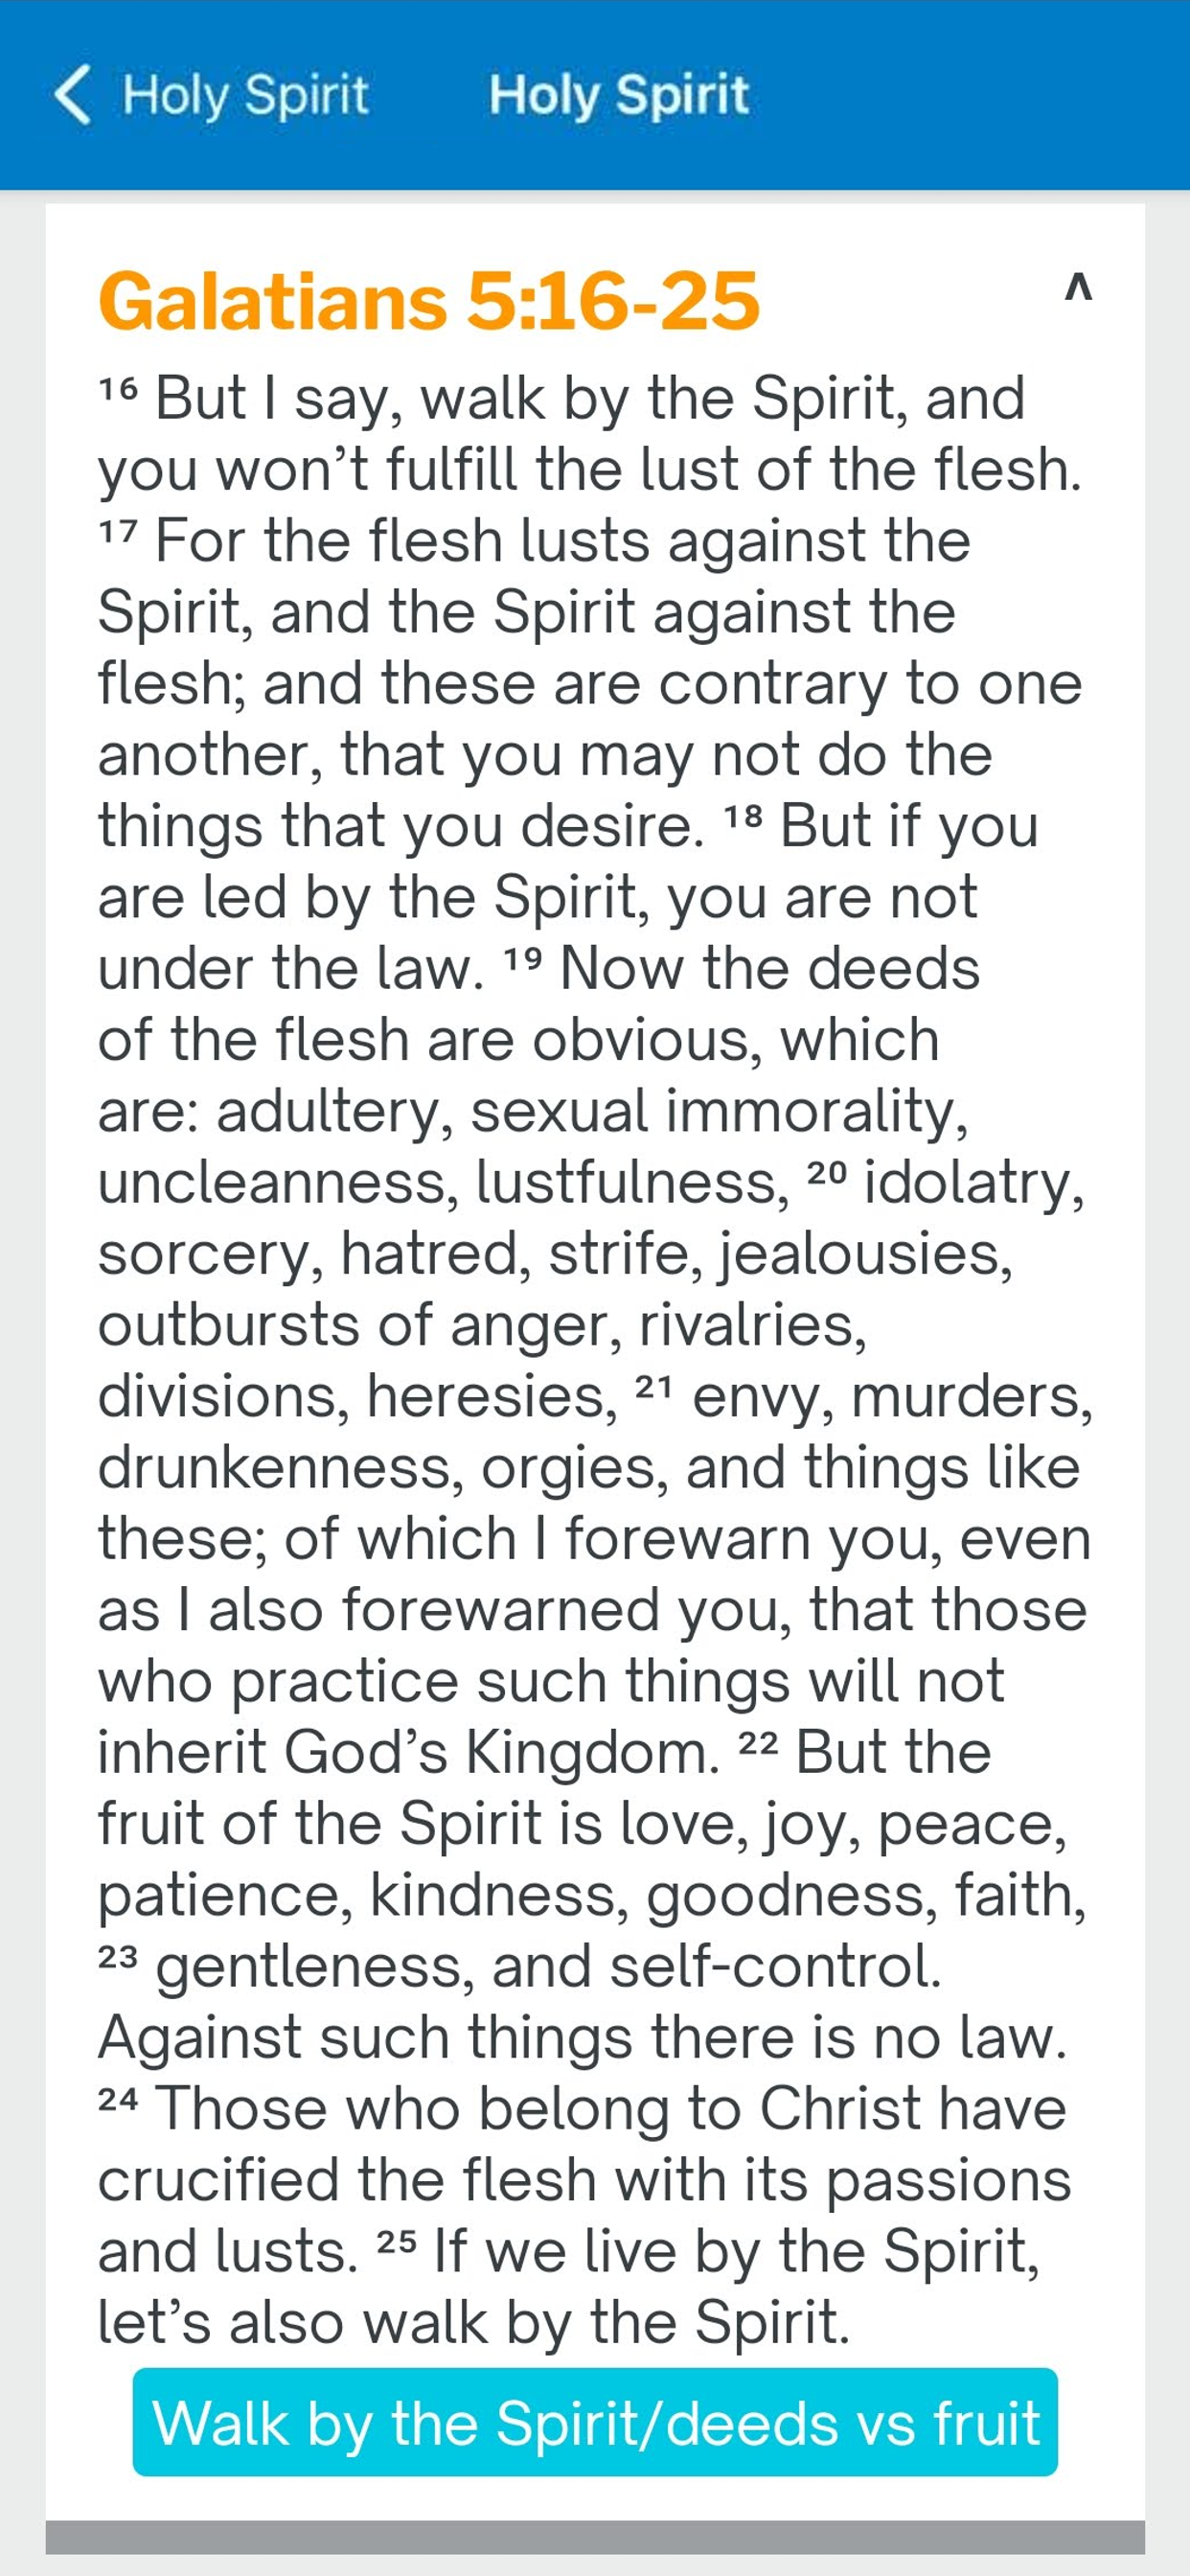 Holy Spirit Holy Spirit
Galatians 5:16-25 ʌ
¹⁶ But I say, walk by the Spirit, and
you won’t fulfill the lust of the flesh.
¹⁷ For the flesh lusts against the
Spirit, and the Spirit against the
flesh; and these are contrary to one
another, that you may not do the
things that you desire. ¹⁸ But if you
are led by the Spirit, you are not
under the law. ¹⁹ Now the deeds
of the flesh are obvious, which
are: adultery, sexual immorality,
uncleanness, lustfulness, ²⁰ idolatry,
sorcery, hatred, strife, jealousies,
outbursts of anger, rivalries,
divisions, heresies, ²¹ envy, murders,
drunkenness, orgies, and things like
these; of which I forewarn you, even
as I also forewarned you, that those
who practice such things will not
inherit God’s Kingdom. ²² But the
fruit of the Spirit is love, joy, peace,
patience, kindness, goodness, faith,
²³ gentleness, and self-control.
Against such things there is no law.
²⁴ Those who belong to Christ have
crucified the flesh with its passions
and lusts. ²⁵ If we live by the Spirit,
let’s also walk by the Spirit.
Walk by the Spirit/deeds vs fruit